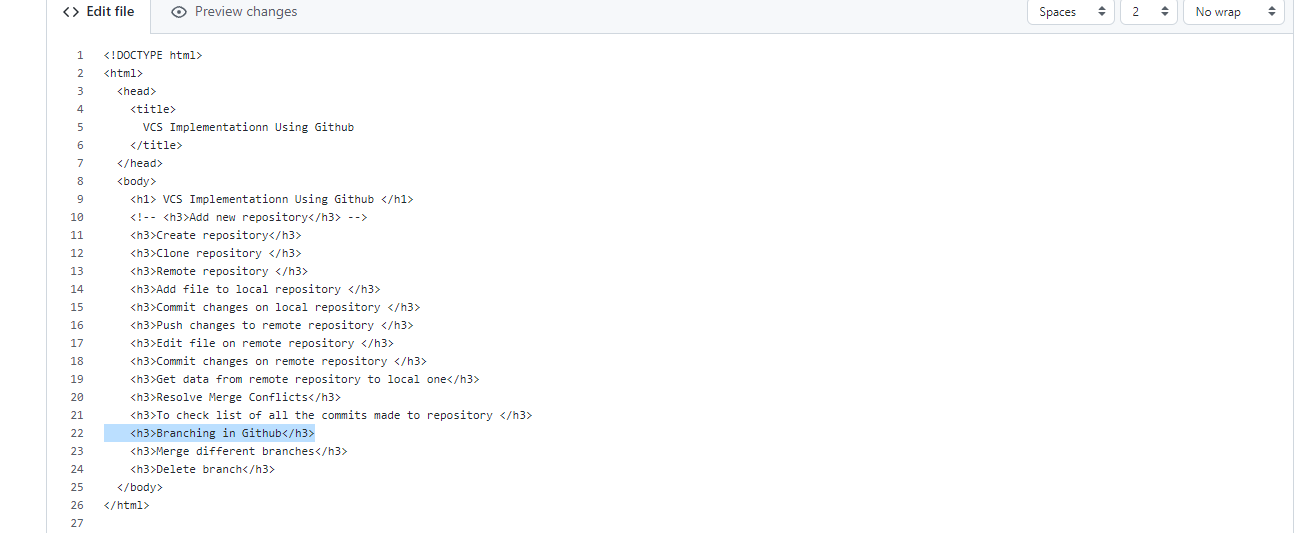 <> Edit file Preview changes Spaces 2 No wrap
1 <!DOCTYPE html>
2 <html>
3 <head>
4 <title>
5 VCS Implementationn Using Github
6 </title>
7 </head>
8 <body>
9 <h1> VCS Implementationn Using Github </h1>
10 <!-- <h3>Add new repository</h3> -->
11 <h3>Create repository</h3>
12 <h3>Clone repository </h3>
13 <h3>Remote repository </h3>
14 <h3>Add file to local repository </h3>
15 <h3>Commit changes on local repository </h3>
16 <h3>Push changes to remote repository </h3>
17 <h3>Edit file on remote repository </h3>
18 <h3>Commit changes on remote repository </h3>
19 <h3>Get data from remote repository to local one</h3>
20 <h3>Resolve Merge Conflicts</h3>
21 <h3>To check list of all the commits made to repository </h3>
22 <h3>Branching in Github</h3>
23 <h3>Merge different branches</h3>
24 <h3>Delete branch</h3>
25 </body>
26 </html>
27